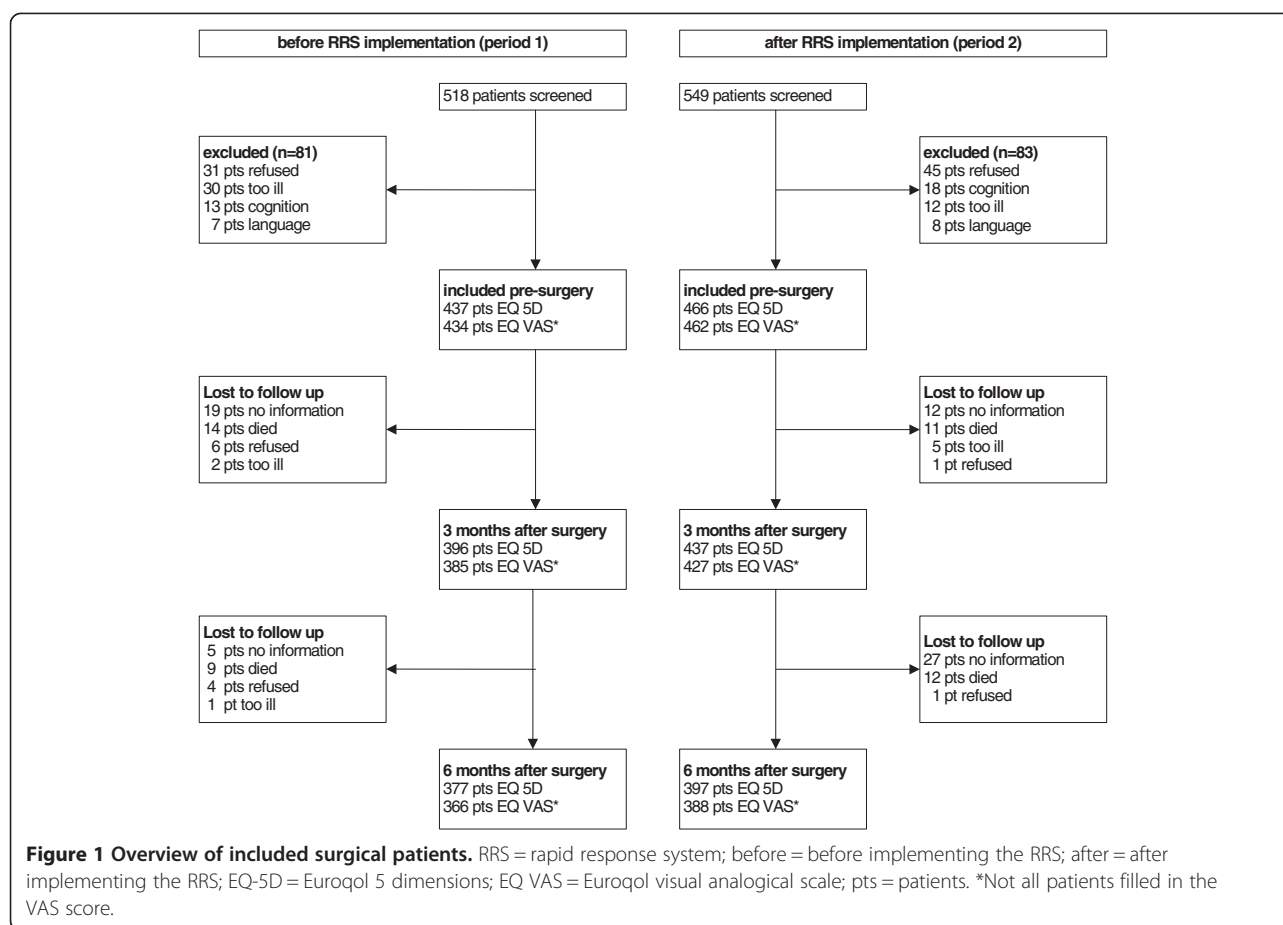 before RRS implementation (period 1)
after RRS implementation (period 2)
518 patients screened
549 patients screened
excluded (n=81)
31 pts refused
30 pts too ill
13 pts cognition
7 pts language
excluded (n=83)
45 pts refused
18 pts cognition
12 pts too ill
8 pts language
included pre-surgery
437 pts EQ 5D
434 pts EQ VAS*
included pre-surgery
466 pts EQ 5D
462 pts EQ VAS*
Lost to follow up
19 pts no information
14 pts died
6 pts refused
2 pts too ill
Lost to follow up
12 pts no information
11 pts died
5 pts too ill
1 pt refused
3 months after surgery
396 pts EQ 5D
385 pts EQ VAS*
3 months after surgery
437 pts EQ 5D
427 pts EQ VAS*
Lost to follow up
5 pts no information
9 pts died
4 pts refused
1 pt too ill
Lost to follow up
27 pts no information
12 pts died
1 pt refused
6 months after surgery
377 pts EQ 5D
366 pts EQ VAS*
6 months after surgery
397 pts EQ 5D
388 pts EQ VAS*
Figure 1 Overview of included surgical patients. RRS = rapid response system; before = before implementing the RRS; after = after
implementing the RRS; EQ-5D = Euroqol 5 dimensions; EQ VAS = Euroqol visual analogical scale; pts = patients. *Not all patients filled in the
VAS score.